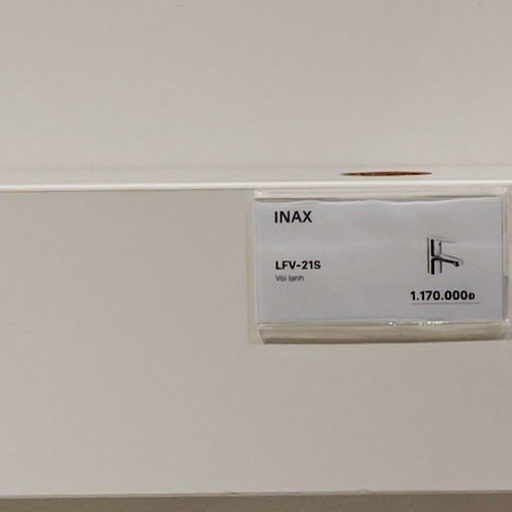 INAX
LFV-21S
Vòi lạnh
1.170.000Đ